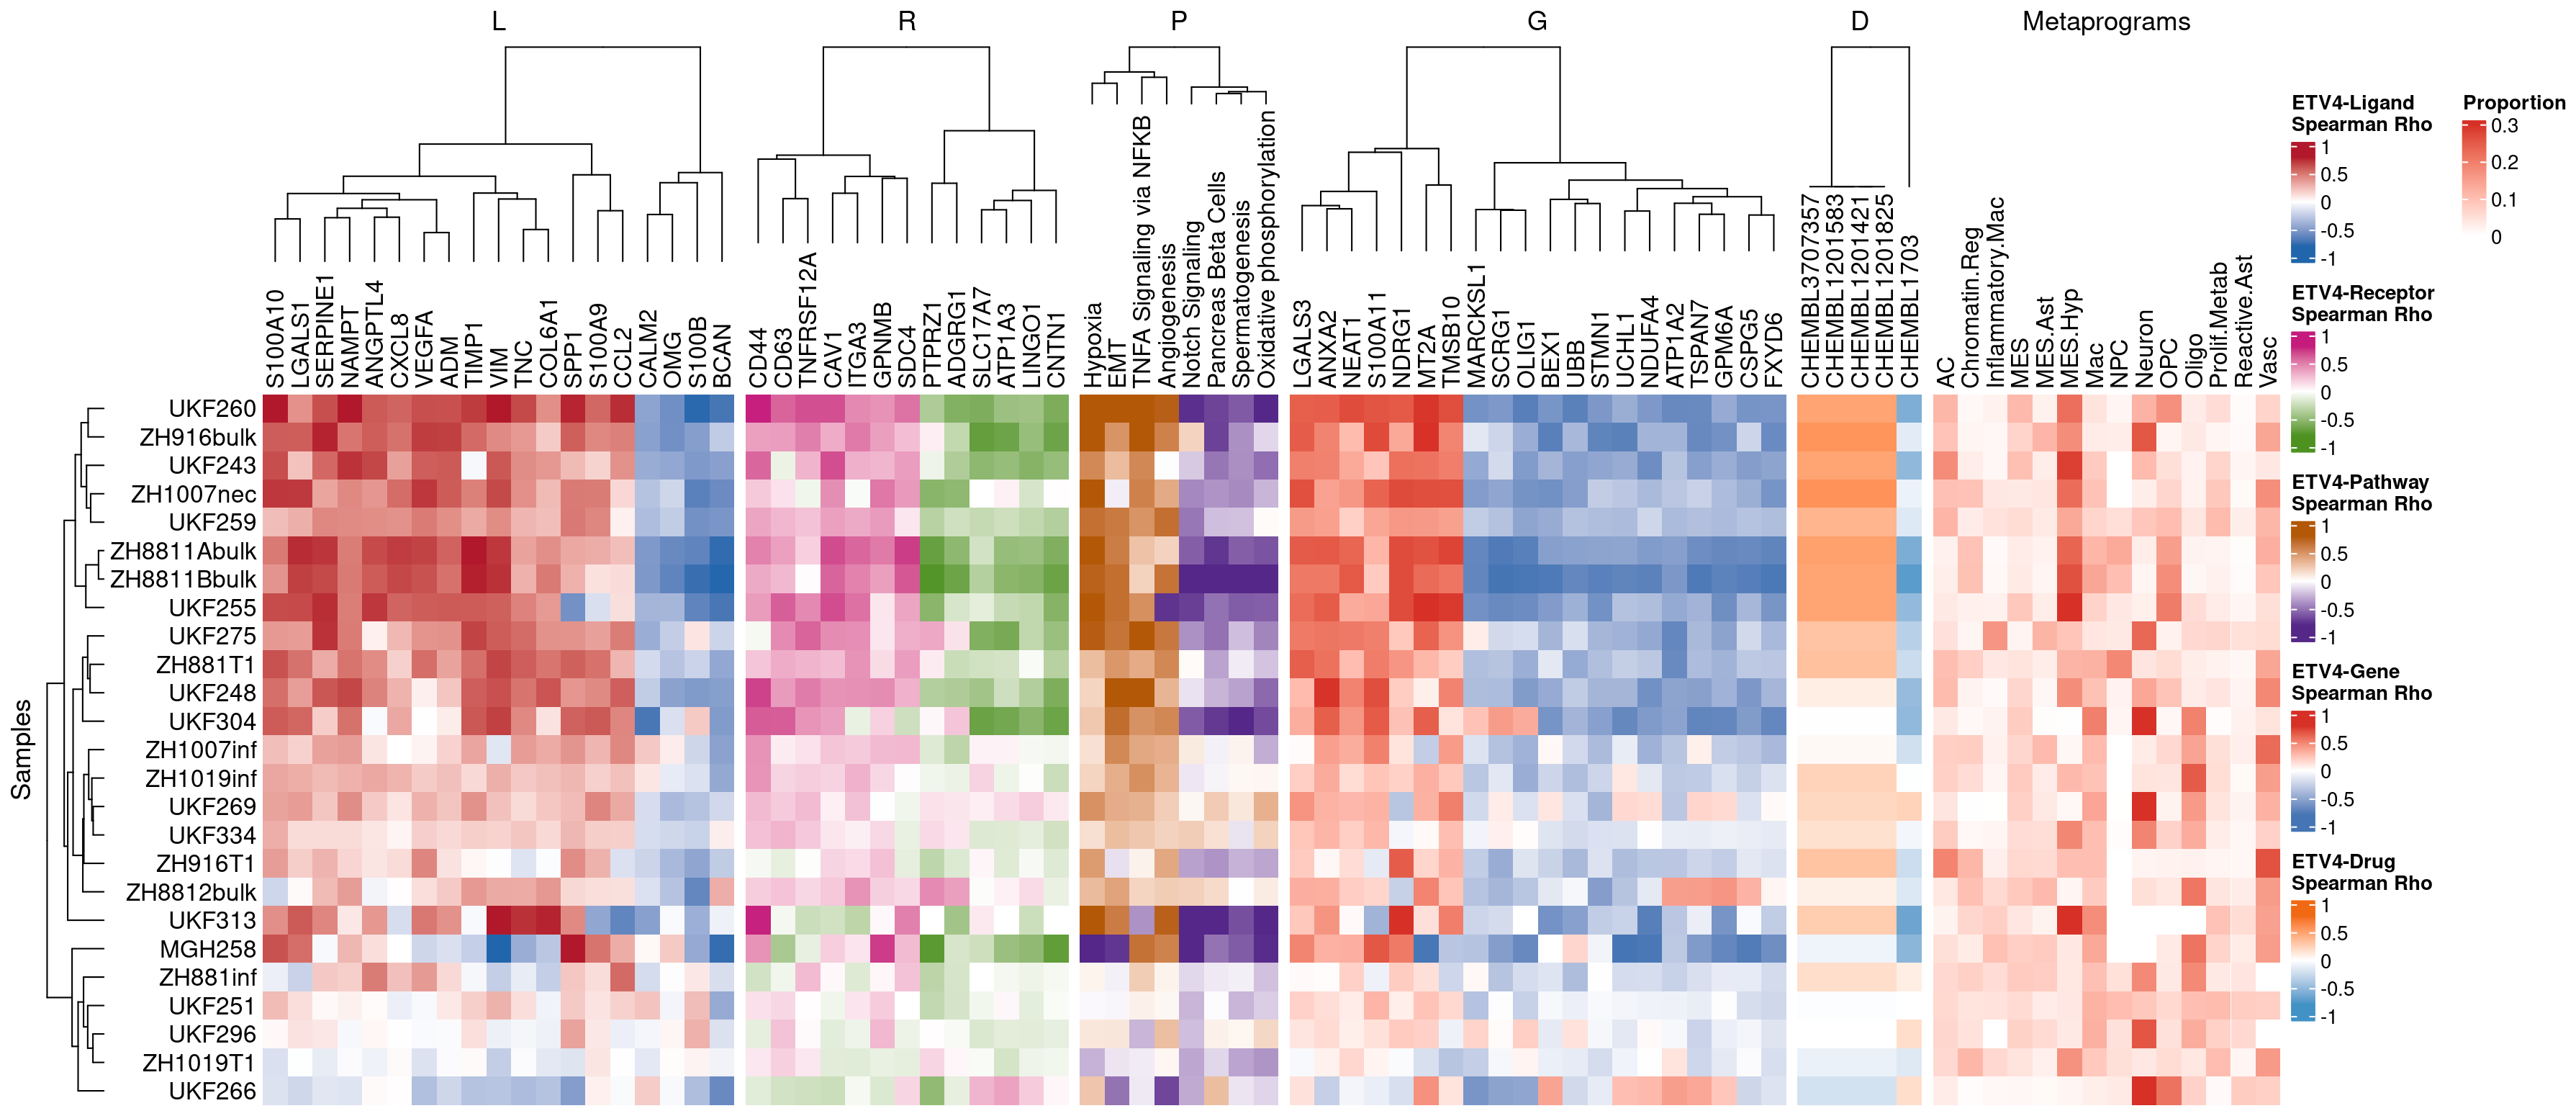 L
R
P
G
D
Metaprograms
S100A10
LGALS1
SERPINE1
NAMPT
ANGPTL4
CXCL8
VEGFA
ADM
TIMP1
VIM
TNC
COL6A1
SPP1
S100A9
CCL2
CALM2
OMG
S100B
BCAN
CD44
CD63
TNFRSF12A
CAV1
ITGA3
GPNMB
SDC4
PTPRZ1
ADGRG1
SLC17A7
ATP1A3
LINGO1
CNTN1
Hypoxia
EMT
TNFA Signaling via NFKB
Angiogenesis
Notch Signaling
Pancreas Beta Cells
Spermatogenesis
Oxidative phosphorylation
LGALS3
ANXA2
NEAT1
S100A11
NDRG1
MT2A
TMSB10
MARCKSL1
SCRG1
OLIG1
BEX1
UBB
STMN1
UCHL1
NDUFA4
ATP1A2
TSPAN7
GPM6A
CSPG5
FXYD6
CHEMBL3707357
CHEMBL1201583
CHEMBL1201421
CHEMBL1201825
CHEMBL1703
AC
Chromatin.Reg
Inflammatory.Mac
MES
MES.Ast
MES.Hyp
Mac
NPC
Neuron
OPC
Oligo
Prolif.Metab
Reactive.Ast
Vasc
Samples
UKF260
ZH916bulk
UKF243
ZH1007nec
UKF259
ZH8811Abulk
ZH8811Bbulk
UKF255
UKF275
ZH881T1
UKF248
UKF304
ZH1007inf
ZH1019inf
UKF269
UKF334
ZH916T1
ZH8812bulk
UKF313
MGH258
ZH881inf
UKF251
UKF296
ZH1019T1
UKF266
ETV4-Ligand
Spearman Rho
1
0.5
0
-0.5
-1
ETV4-Receptor
Spearman Rho
1
0.5
0
-0.5
-1
ETV4-Pathway
Spearman Rho
1
0.5
0
-0.5
-1
ETV4-Gene
Spearman Rho
1
0.5
0
-0.5
-1
ETV4-Drug
Spearman Rho
1
0.5
0
-0.5
-1
Proportion
0.3
0.2
0.1
0